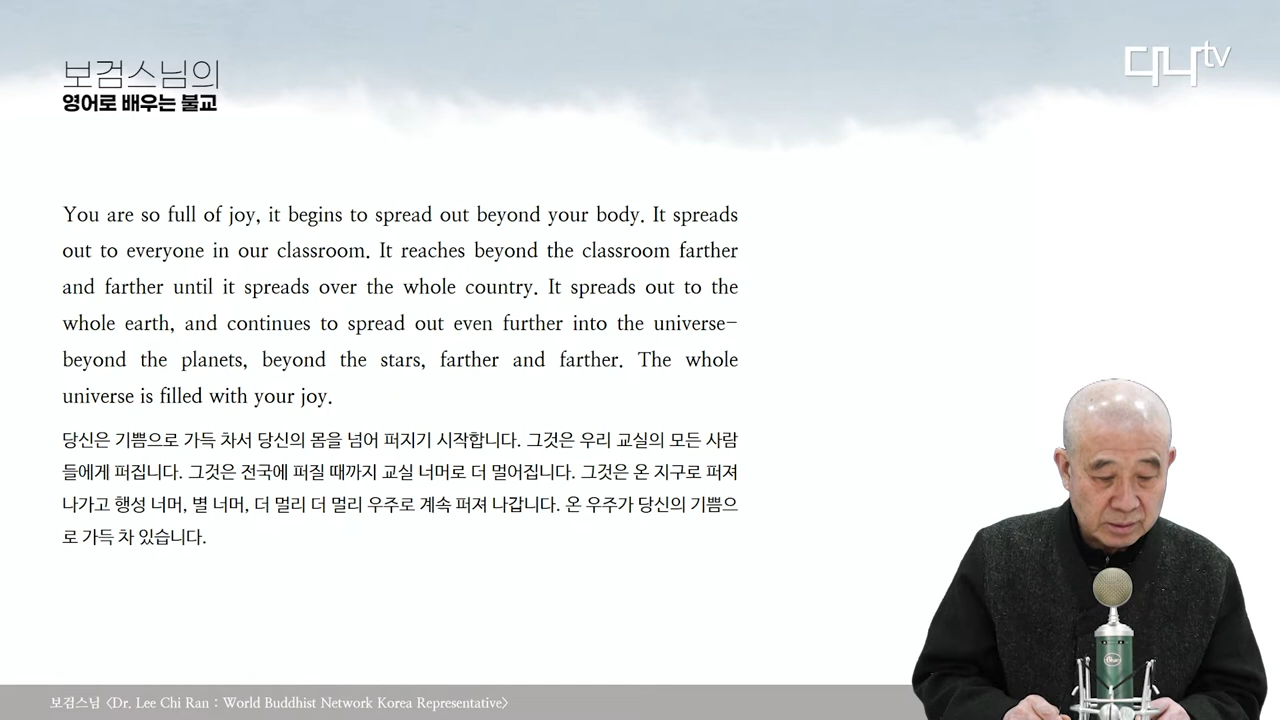 보검스님의
영어로 배우는 불교
다나tv
You are so full of joy, it begins to spread out beyond your body. It spreads
out to everyone in our classroom. It reaches beyond the classroom farther
and farther until it spreads over the whole country. It spreads out to the
whole earth, and continues to spread out even further into the universe-
beyond the planets, beyond the stars, farther and farther. The whole
universe is filled with your joy.
당신은 기쁨으로 가득 차서 당신의 몸을 넘어 퍼지기 시작합니다. 그것은 우리 교실의 모든 사람
들에게 퍼집니다. 그것은 전국에 퍼질 때까지 교실 너머로 더 멀어집니다. 그것은 온 지구로 퍼져
나가고 행성 너머, 별 너머, 더 멀리 더 멀리 우주로 계속 퍼져 나갑니다. 온 우주가 당신의 기쁨으
로 가득 차 있습니다.
Blue
보검스님 <Dr. Lee Chi Ran : World Buddhist Network Korea Representative>